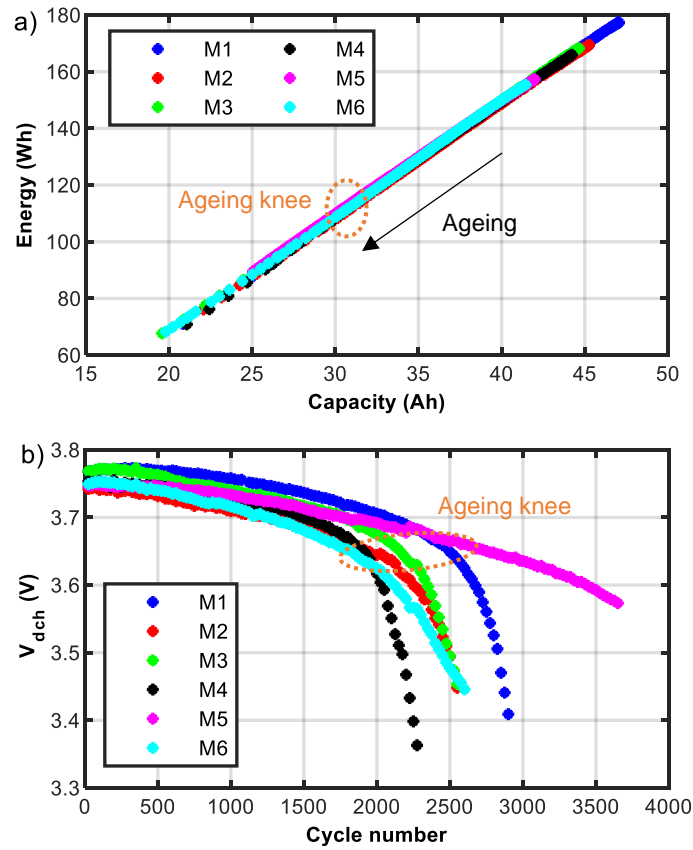 a)
180
160
140
120
100
80
60
Energy (Wh)
M1 M4
M2 M5
M3 M6
Ageing knee
Ageing
15 20 25 30 35 40 45 50
Capacity (Ah)
b)
3.8
3.7
3.6
3.5
3.4
3.3
V_dch (V)
Ageing knee
M1
M2
M3
M4
M5
M6
0 500 1000 1500 2000 2500 3000 3500 4000
Cycle number